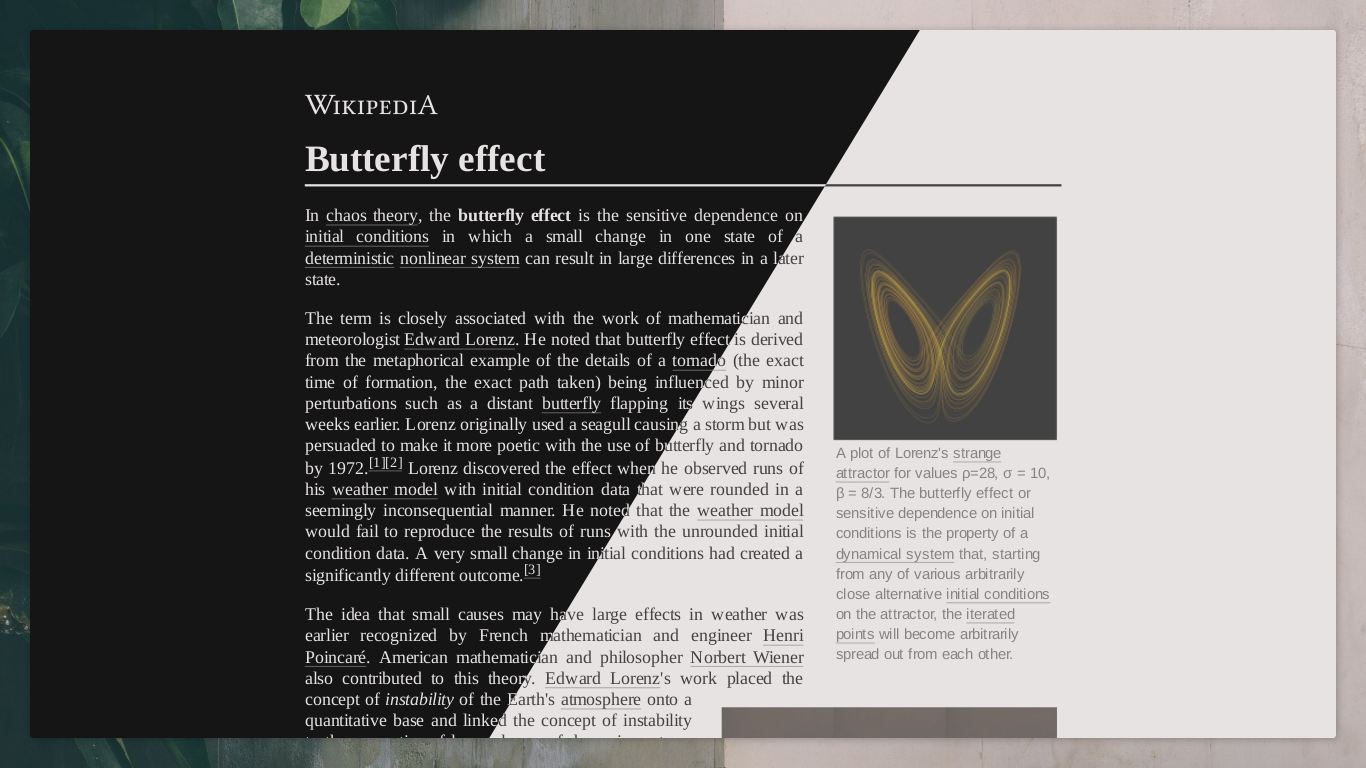 WIKIPEDIA
Butterfly effect
In chaos theory, the butterfly effect is the sensitive dependence on
initial conditions in which a small change in one state of a
deterministic nonlinear system can result in large differences in a later
state.
The term is closely associated with the work of mathematician and
meteorologist Edward Lorenz. He noted that butterfly effect is derived
from the metaphorical example of the details of a tornado (the exact
time of formation, the exact path taken) being influenced by minor
perturbations such as a distant butterfly flapping its wings several
weeks earlier. Lorenz originally used a seagull causing a storm but was
persuaded to make it more poetic with the use of butterfly and tornado
by 1972.[1][2] Lorenz discovered the effect when he observed runs of
his weather model with initial condition data that were rounded in a
seemingly inconsequential manner. He noted that the weather model
would fail to reproduce the results of runs with the unrounded initial
condition data. A very small change in initial conditions had created a
significantly different outcome.[3]
The idea that small causes may have large effects in weather was
earlier recognized by French mathematician and engineer Henri
Poincaré. American mathematician and philosopher Norbert Wiener
also contributed to this theory. Edward Lorenz's work placed the
concept of instability of the Earth's atmosphere onto a
quantitative base and linked the concept of instability
A plot of Lorenz's strange
attractor for values ρ=28, σ = 10,
β = 8/3. The butterfly effect or
sensitive dependence on initial
conditions is the property of a
dynamical system that, starting
from any of various arbitrarily
close alternative initial conditions
on the attractor, the iterated
points will become arbitrarily
spread out from each other.